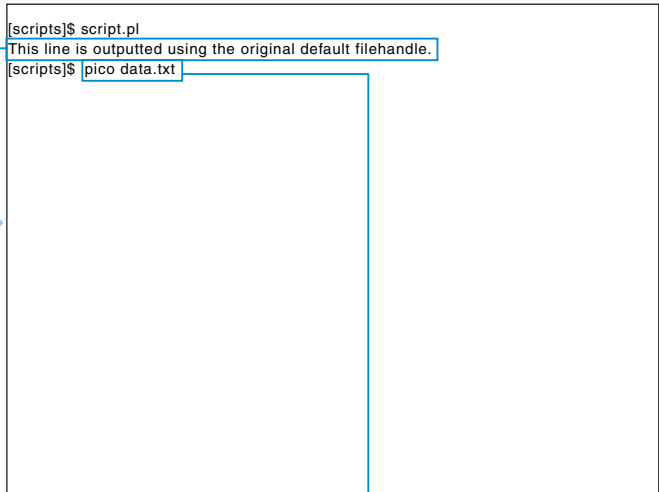 [scripts]$ script.pl
This line is outputted using the original default filehandle.
[scripts]$ pico data.txt